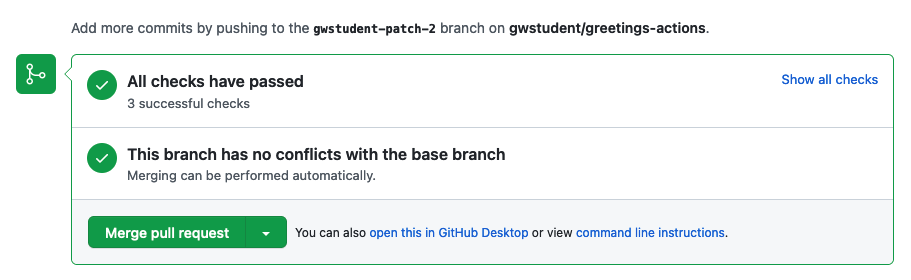 Add more commits by pushing to the gwstudent-patch-2 branch on gwstudent/greetings-actions.
All checks have passed
Show all checks
3 successful checks
This branch has no conflicts with the base branch
Merging can be performed automatically.
Merge pull request
You can also open this in GitHub Desktop or view command line instructions.